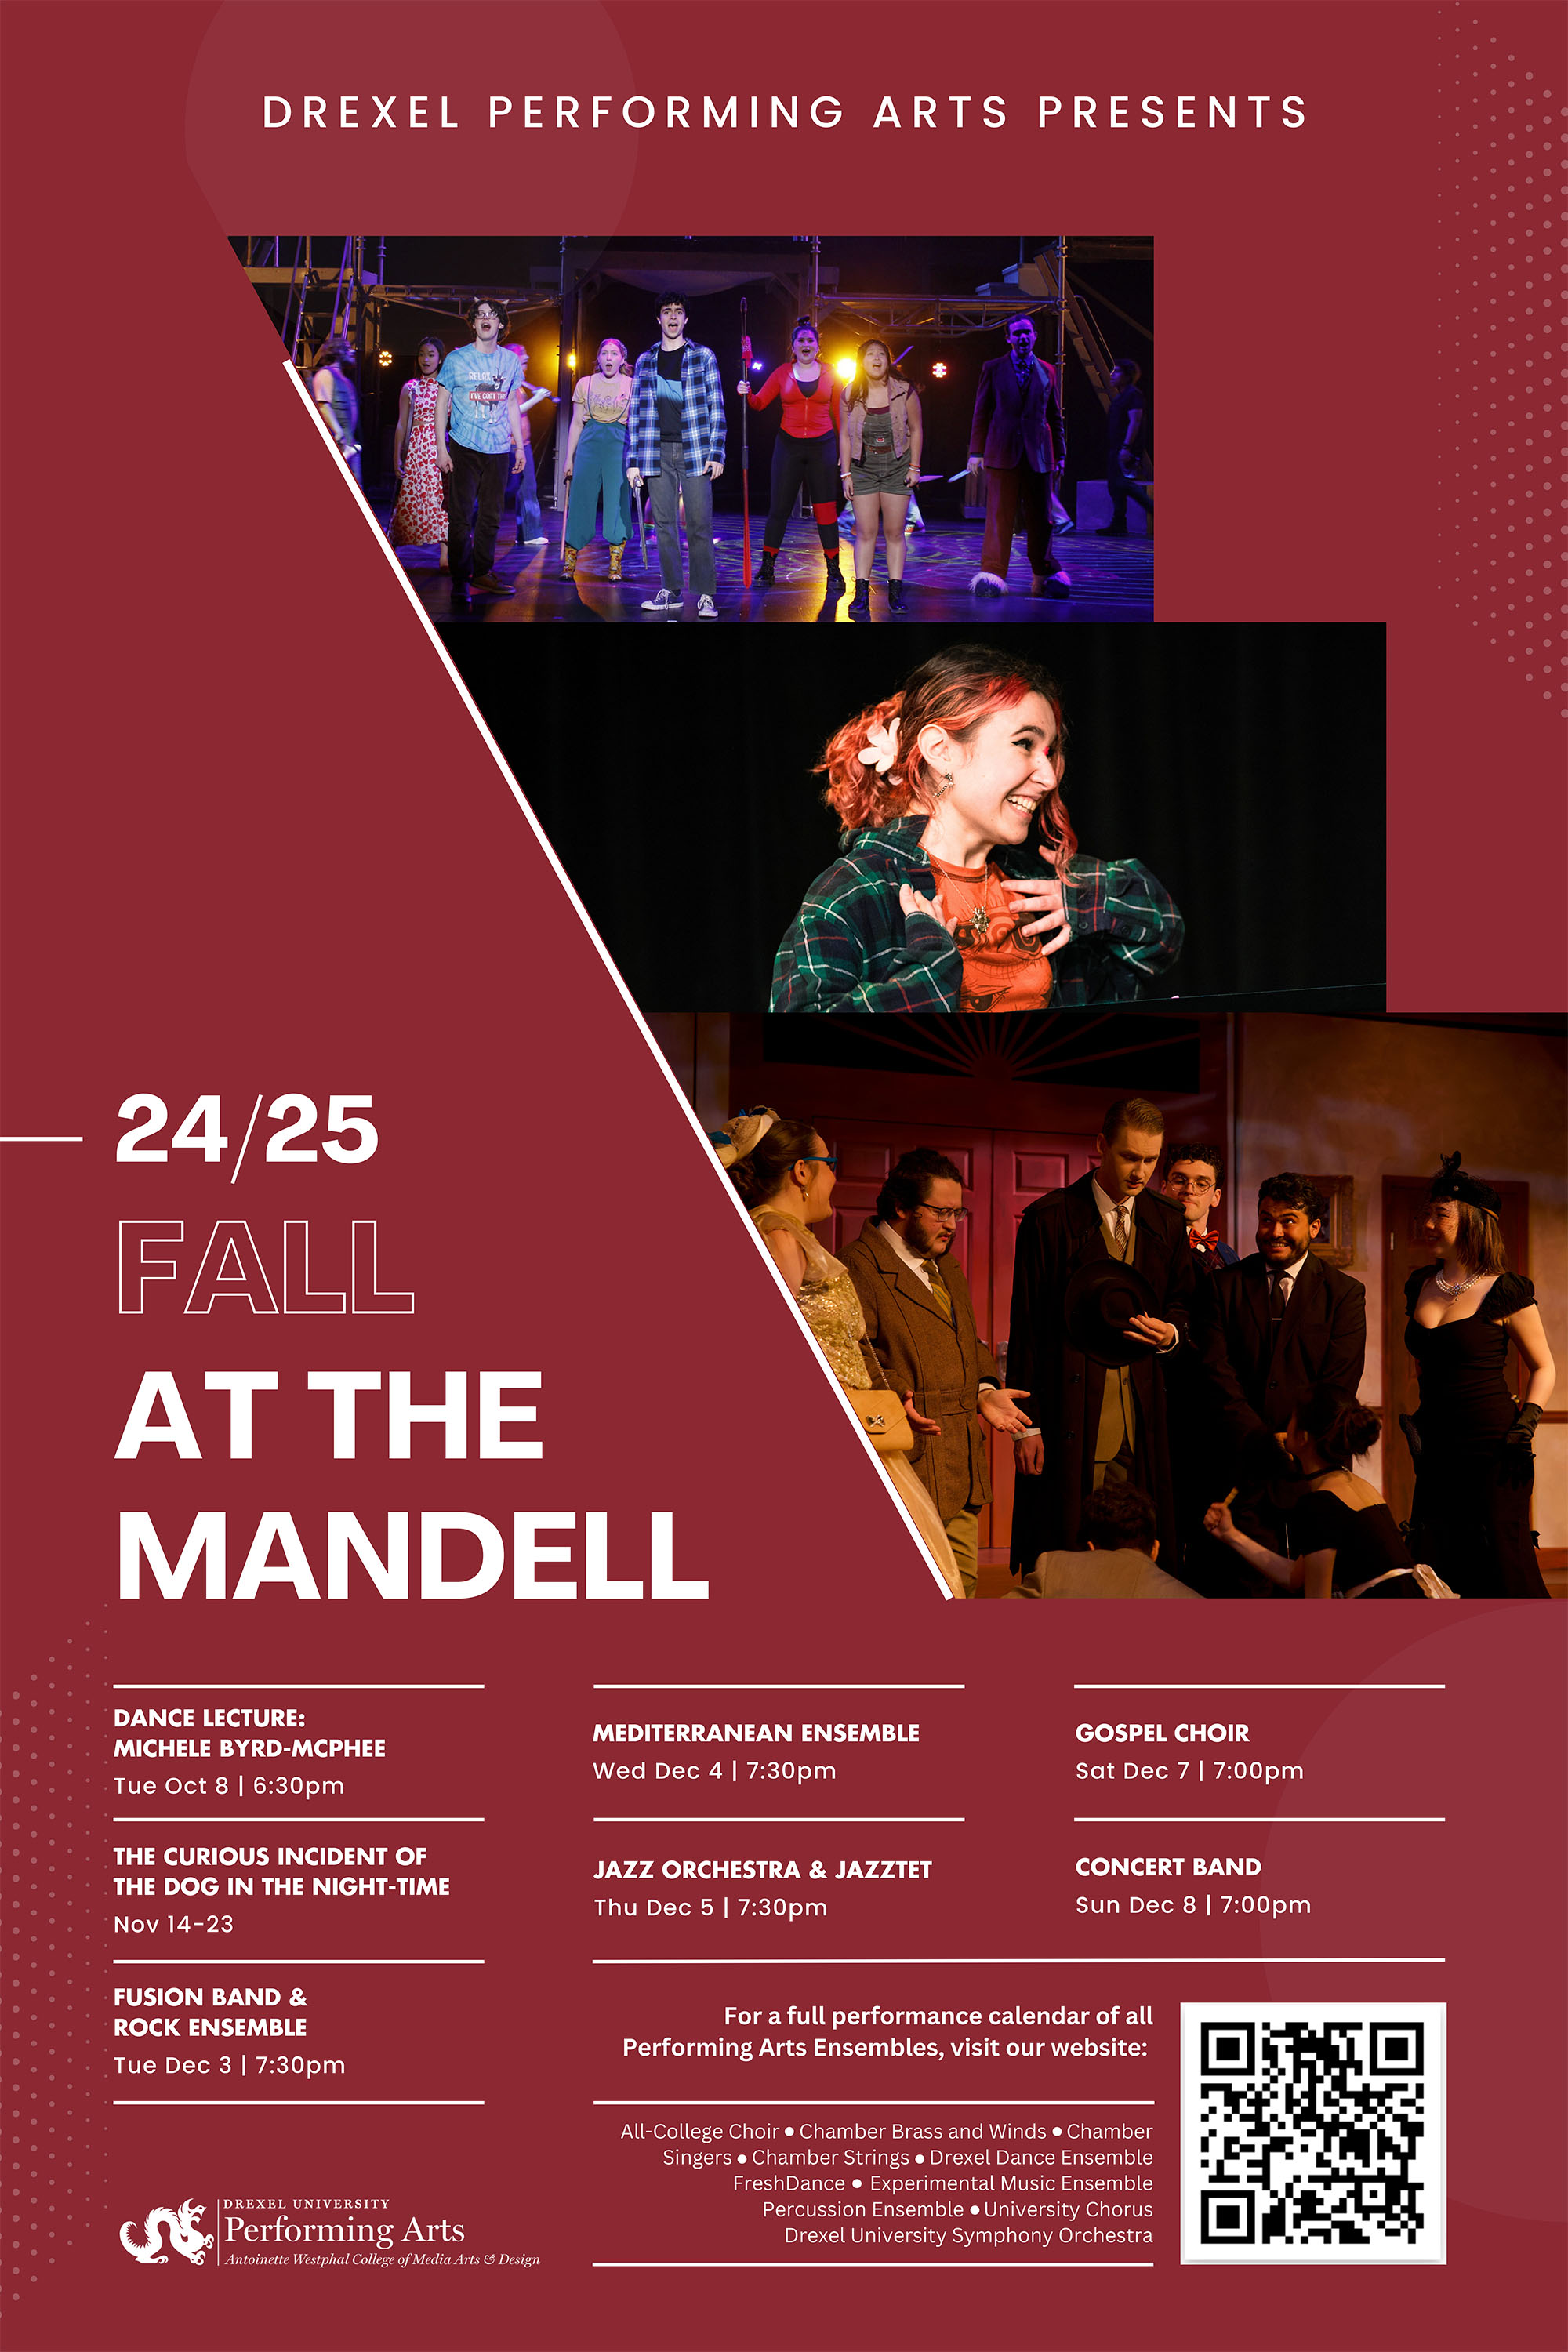 DREXEL PERFORMING ARTS PRESENTS
RELAX
I'VE GOT THIS
24/25
FALL
AT THE
MANDELL
DANCE LECTURE:
MICHELE BYRD-MCPHEE
Tue Oct 8 | 6:30pm
THE CURIOUS INCIDENT OF
THE DOG IN THE NIGHT-TIME
Nov 14-23
FUSION BAND &
ROCK ENSEMBLE
Tue Dec 3 | 7:30pm
MEDITERRANEAN ENSEMBLE
Wed Dec 4 | 7:30pm
JAZZ ORCHESTRA & JAZZTET
Thu Dec 5 | 7:30pm
GOSPEL CHOIR
Sat Dec 7 | 7:00pm
CONCERT BAND
Sun Dec 8 | 7:00pm
For a full performance calendar of all
Performing Arts Ensembles, visit our website:
All-College Choir ● Chamber Brass and Winds ● Chamber
Singers ● Chamber Strings ● Drexel Dance Ensemble
FreshDance ● Experimental Music Ensemble
Percussion Ensemble ● University Chorus
Drexel University Symphony Orchestra
DREXEL UNIVERSITY
Performing Arts
Antoinette Westphal College of Media Arts & Design